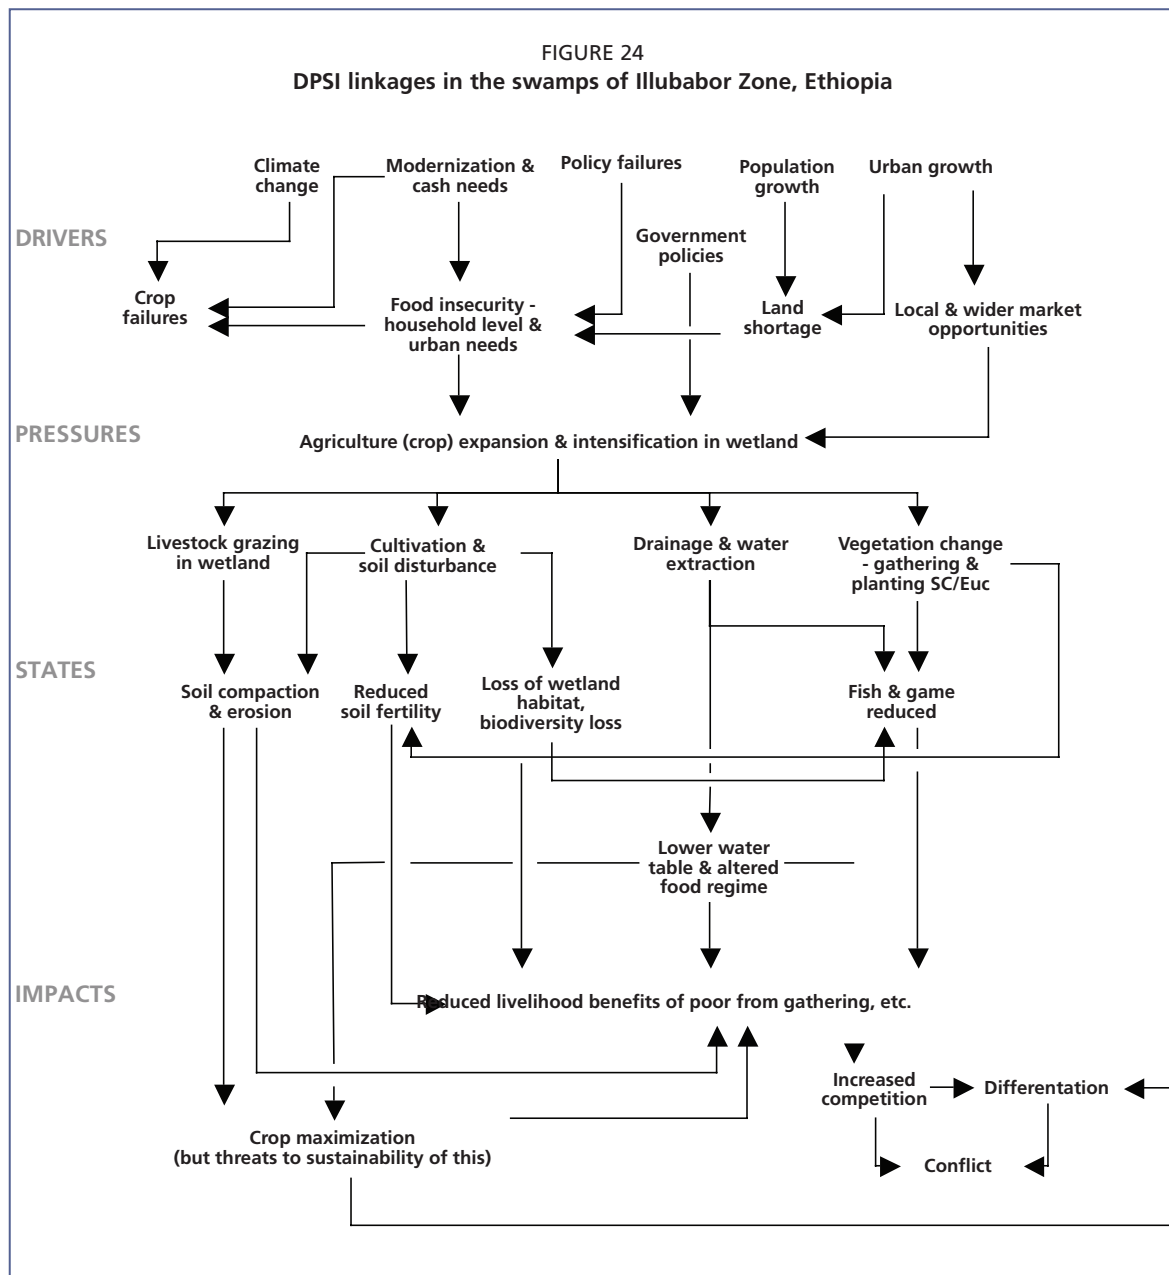 FIGURE 24
DPSI linkages in the swamps of Illubabor Zone, Ethiopia
Climate
change
Modernization &
cash needs
Policy failures
Population
growth
Urban growth
DRIVERS
Government
policies
Crop
failures
Food insecurity -
household level &
urban needs
Land
shortage
Local & wider market
opportunities
PRESSURES
Agriculture (crop) expansion & intensification in wetland
Livestock grazing
in wetland
Cultivation &
soil disturbance
Drainage & water
extraction
Vegetation change
- gathering &
planting SC/Euc
STATES
Soil compaction
& erosion
Reduced
soil fertility
Loss of wetland
habitat,
biodiversity loss
Fish & game
reduced
Lower water
table & altered
food regime
IMPACTS
Reduced livelihood benefits of poor from gathering, etc.
Increased
competition
Differentation
Crop maximization
(but threats to sustainability of this)
Conflict